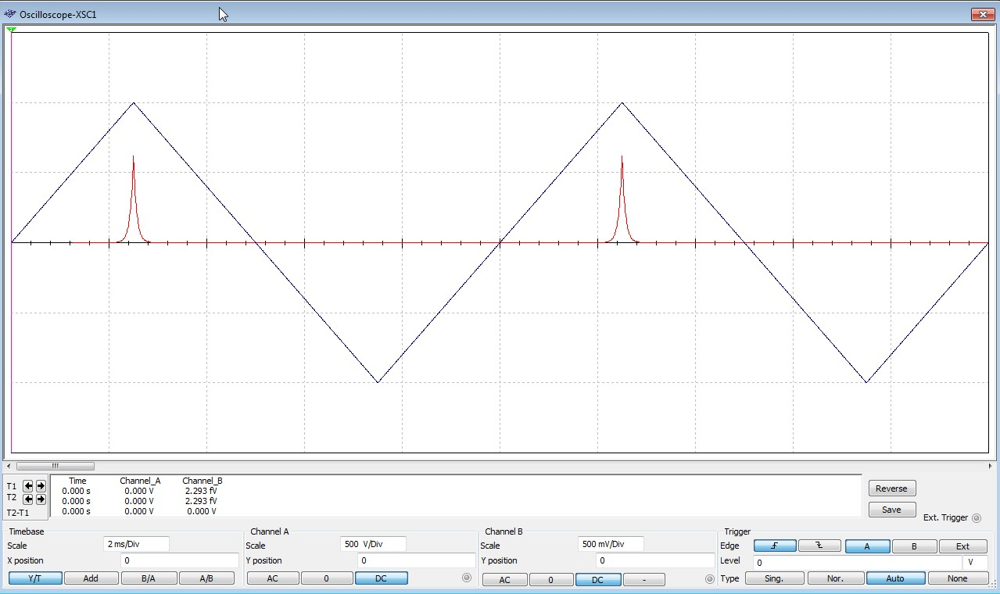 Oscilloscope-XSC1
T1
T2
T2-T1
Time Channel_A Channel_B
0.000 s 0.000 V 2.293 fV
0.000 s 0.000 V 2.293 fV
0.000 s 0.000 V 0.000 V
Reverse
Save
Ext. Trigger
Timebase
Scale 2 ms/Div
X position 0
Y/T Add B/A A/B
Channel A
Scale 500 V/Div
Y position 0
AC 0 DC
Channel B
Scale 500 mV/Div
Y position 0
AC 0 DC -
Trigger
Edge A B Ext
Level 0 V
Type Sing. Nor. Auto None